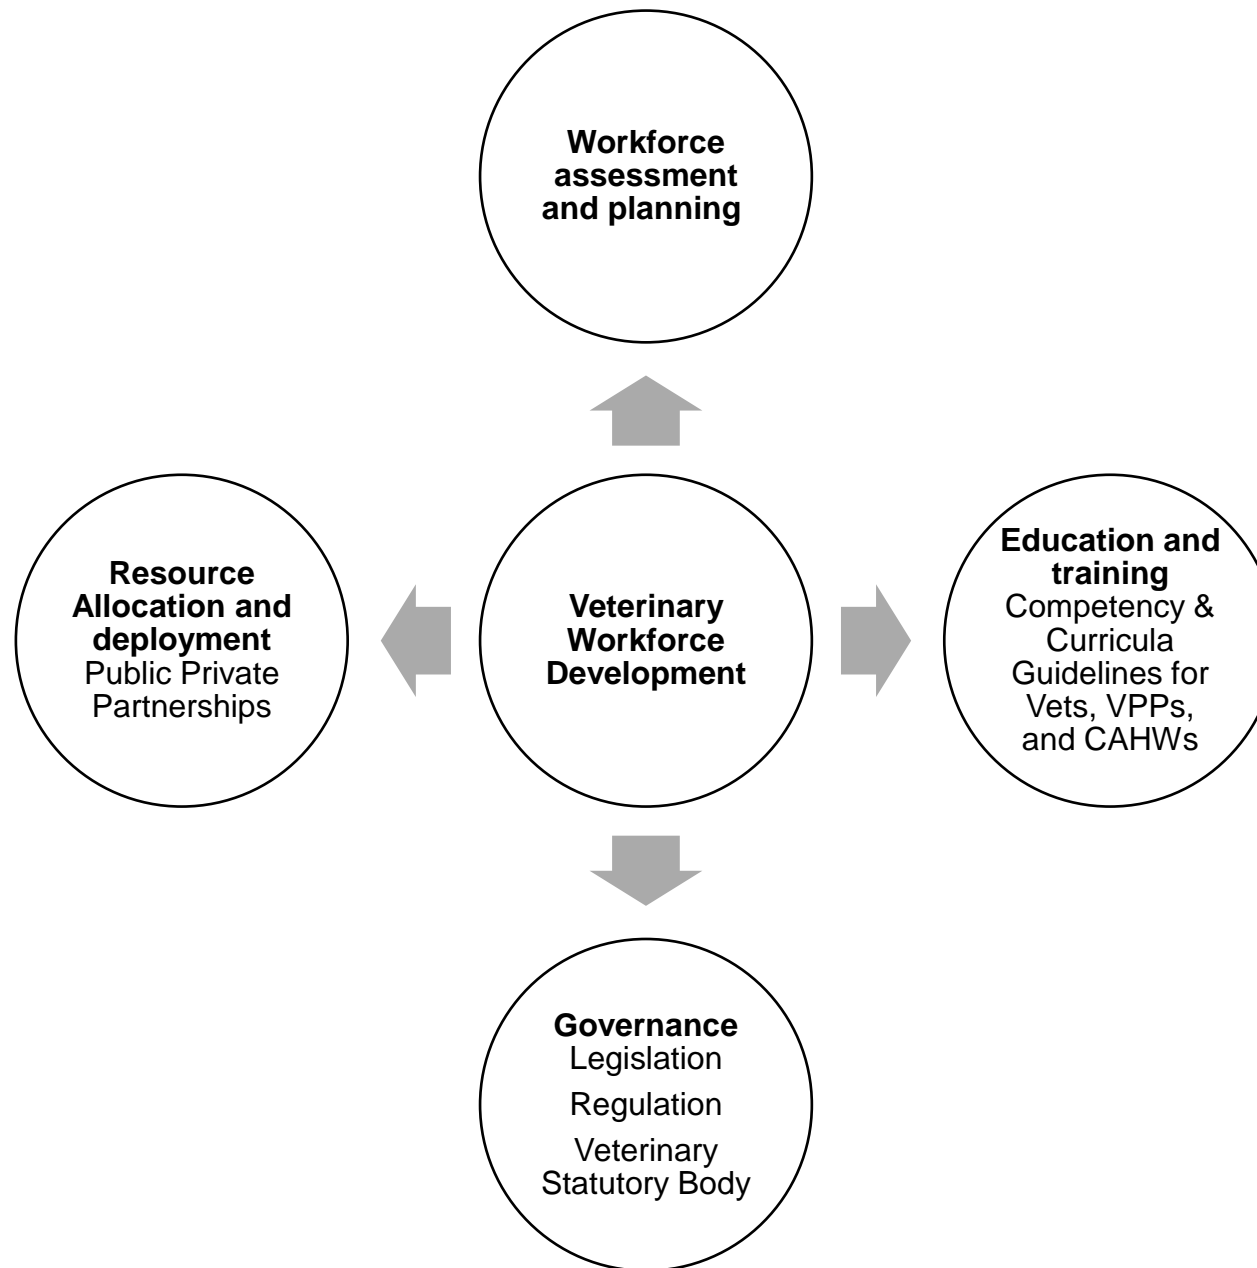 Workforce
assessment
and planning
Resource
Allocation and
deployment
Public Private
Partnerships
Veterinary
Workforce
Development
Education and
training
Competency &
Curricula
Guidelines for
Vets, VPPs,
and CAHWs
Governance
Legislation
Regulation
Veterinary
Statutory Body